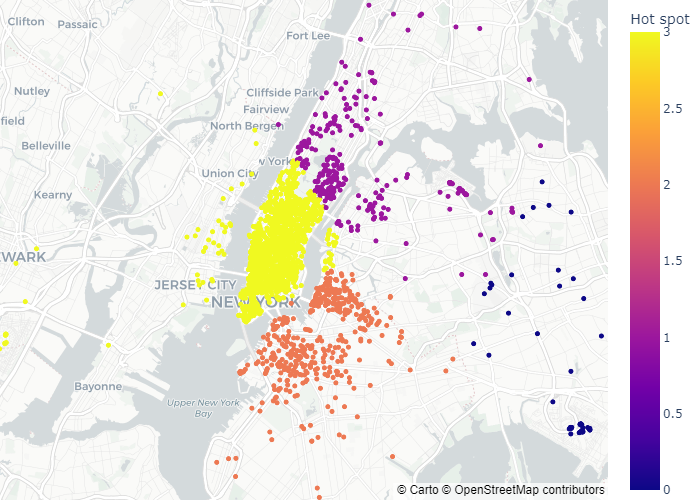 Hot spot
Clifton
Passaic
Fort Lee
3
Nutley
Cliffside Park
Fairview
2.5
field
North Bergen
Belleville
w York
Union City
2
Kearny
WARK
1.5
JERSEY CITY
NEW YORK
1
Bayonne
Upper New York
Bay
0.5
© Carto © OpenStreetMap contributors
0